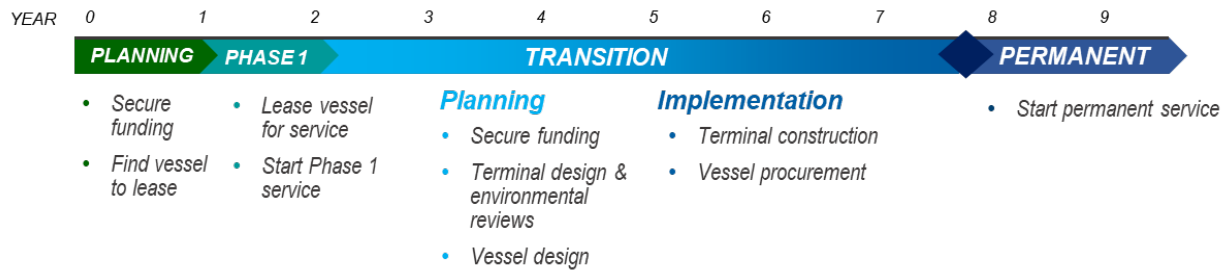 YEAR 0 1 2 3 4 5 6 7 8 9
PLANNING PHASE 1 TRANSITION PERMANENT
• Secure funding
• Find vessel to lease
• Lease vessel for service
• Start Phase 1 service
Planning
• Secure funding
• Terminal design &
environmental
reviews
• Vessel design
Implementation
• Terminal construction
• Vessel procurement
• Start permanent service